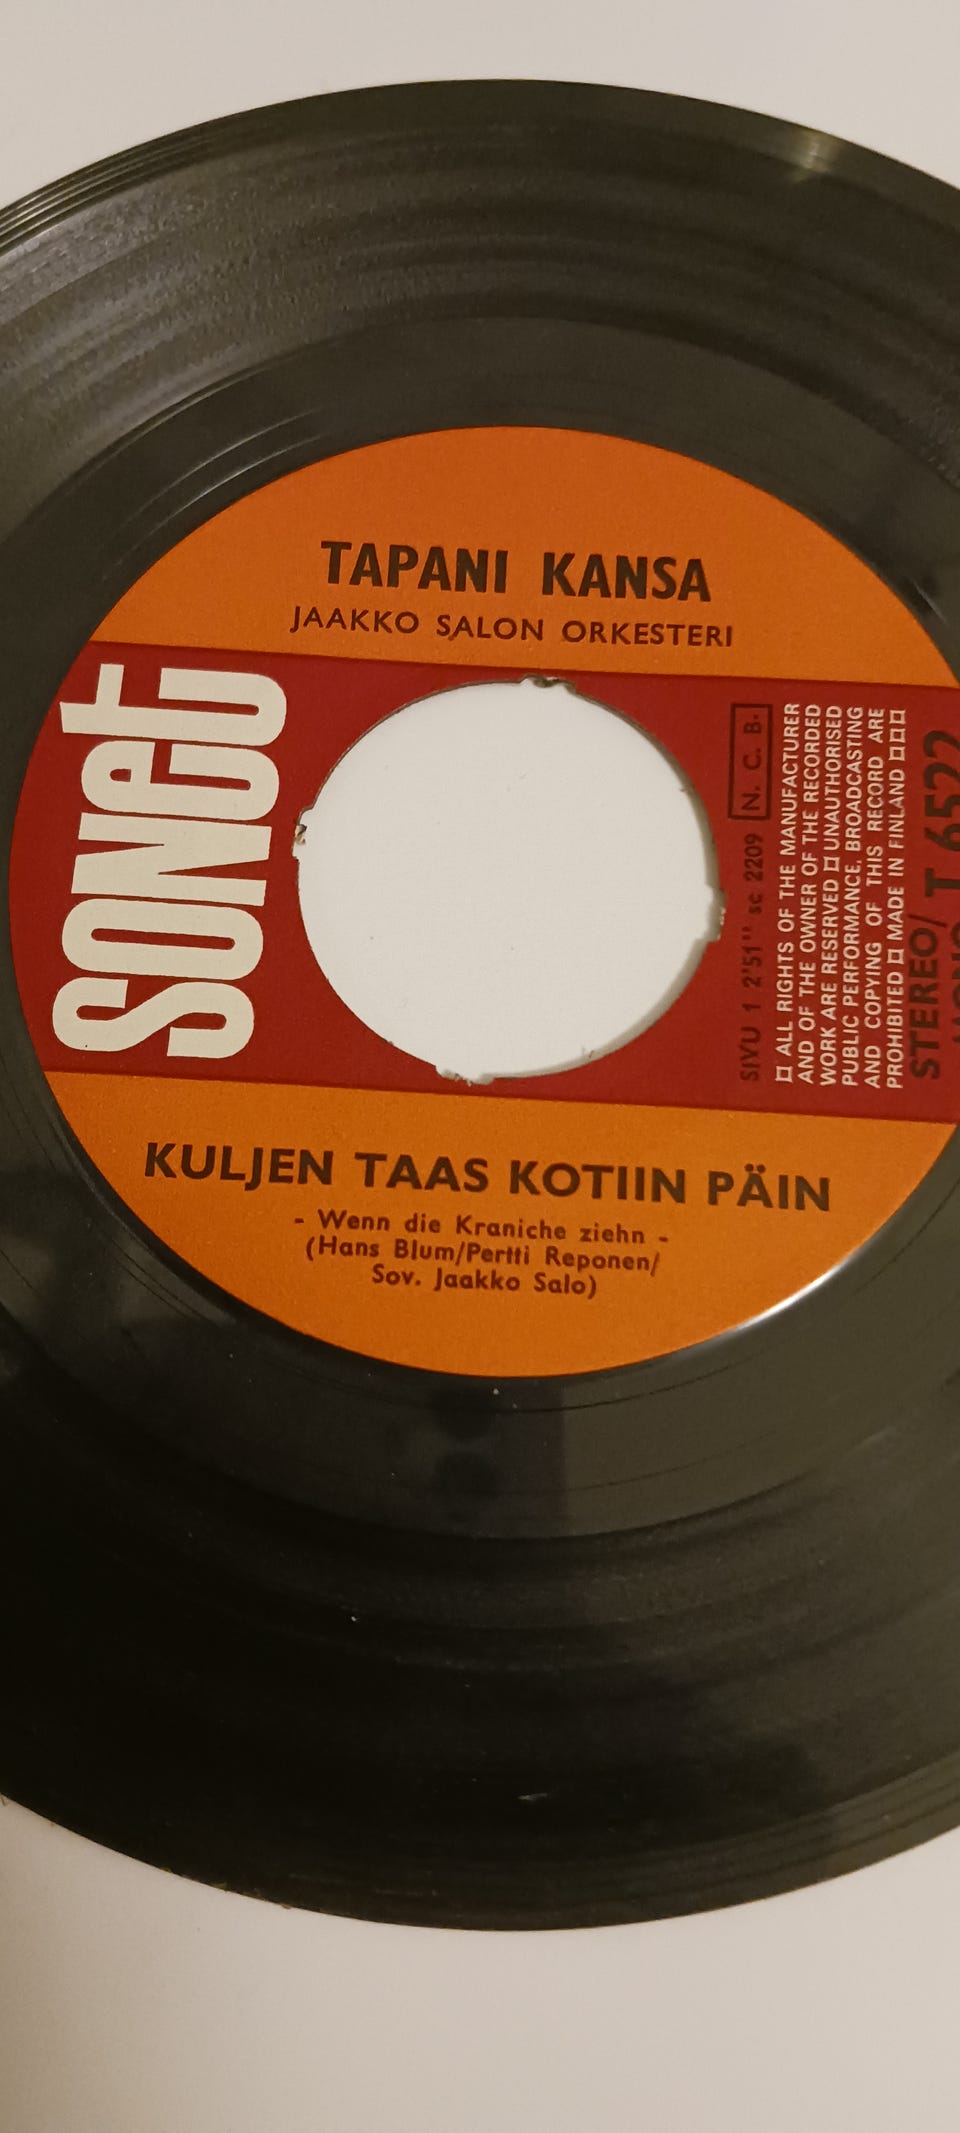 TAPANI KANSA
JAAKKO SALON ORKESTERI
SONET
SIVU 1 2'51'' sc 2209 N. C. B.
ALL RIGHTS OF THE MANUFACTURER
AND OF THE OWNER OF THE RECORDED
WORK ARE RESERVED UNAUTHORISED
PUBLIC PERFORMANCE, BROADCASTING
AND COPYING OF THIS RECORD ARE
PROHIBITED MADE IN FINLAND
STEREO/ T 6522
KULJEN TAAS KOTIIN PÄIN
- Wenn die Kraniche ziehn -
(Hans Blum/Pertti Reponen/
Sov. Jaakko Salo)